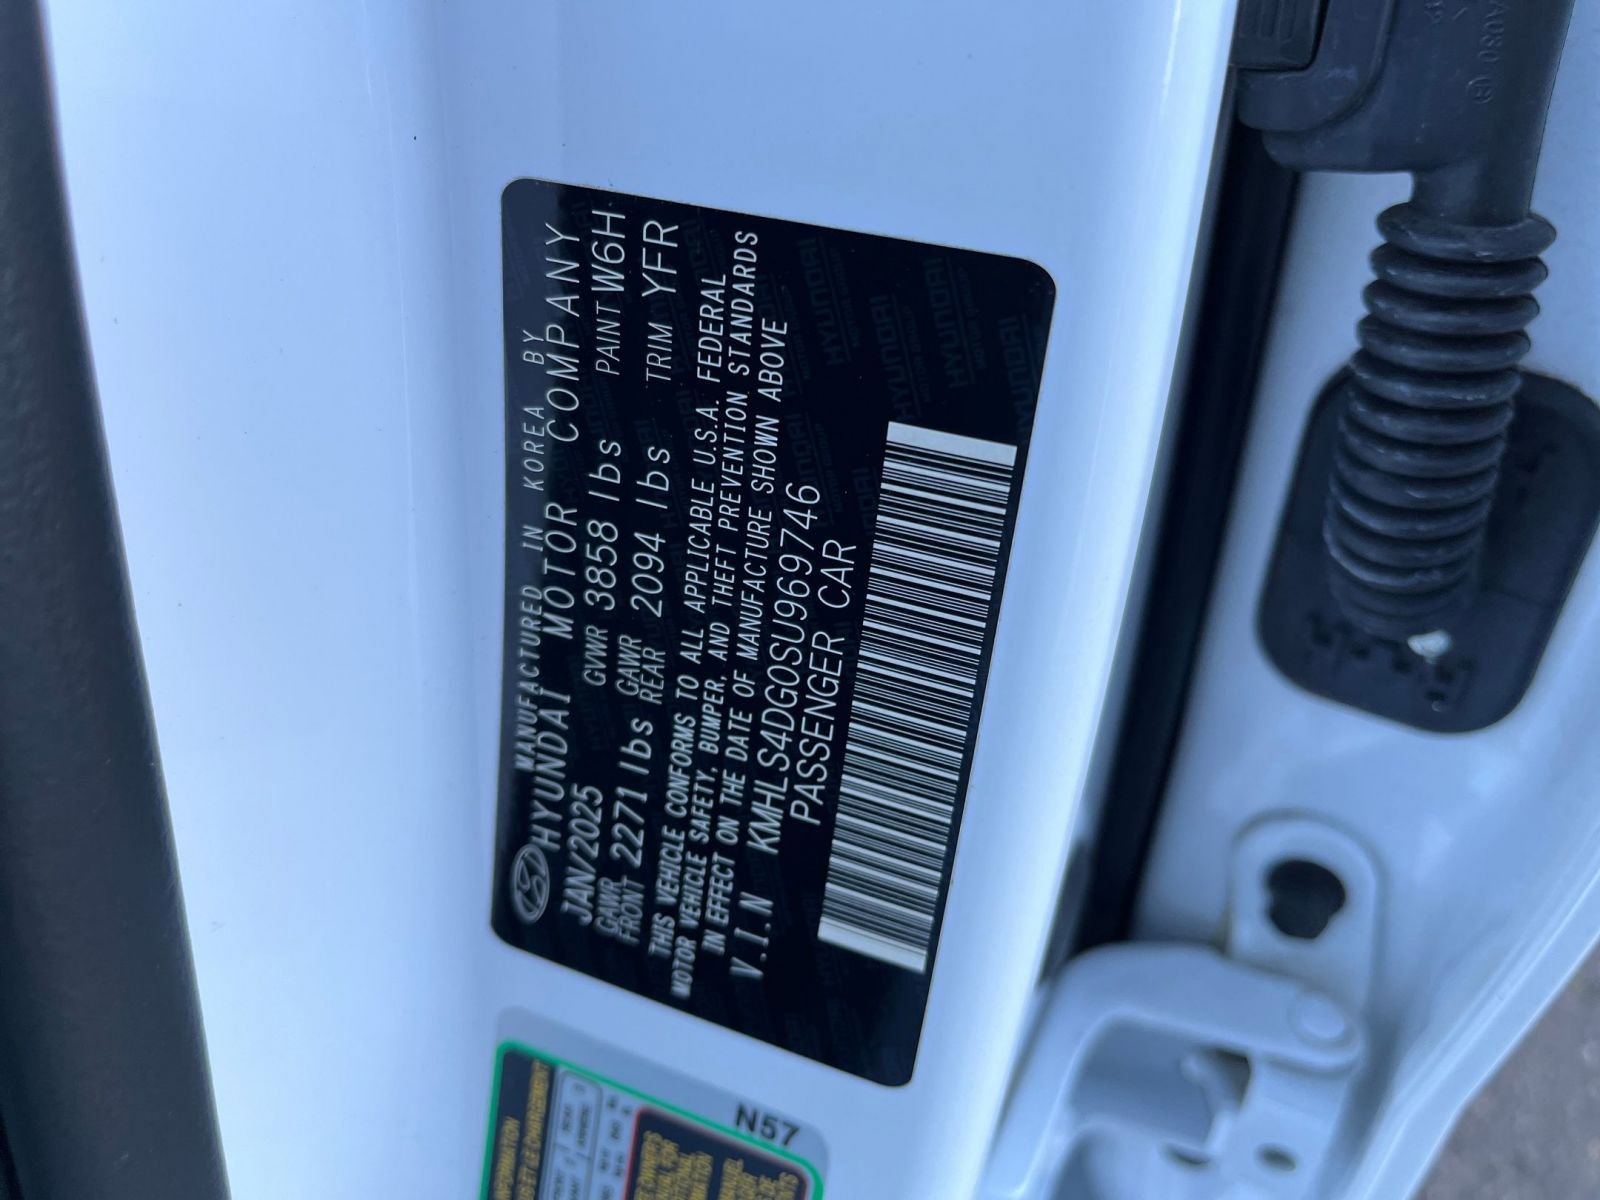 MANUFACTURED IN KOREA BY
HYUNDAI MOTOR COMPANY
JAN/2025 GVWR 3858 lbs PAINT W6H
GAWR FRONT 2271 lbs GAWR REAR 2094 lbs TRIM YFR
THIS VEHICLE CONFORMS TO ALL APPLICABLE U.S.A. FEDERAL
MOTOR VEHICLE SAFETY, BUMPER, AND THEFT PREVENTION STANDARDS
IN EFFECT ON THE DATE OF MANUFACTURE SHOWN ABOVE
V.I.N KMHLS4DG0SU969746
PASSENGER CAR
N57